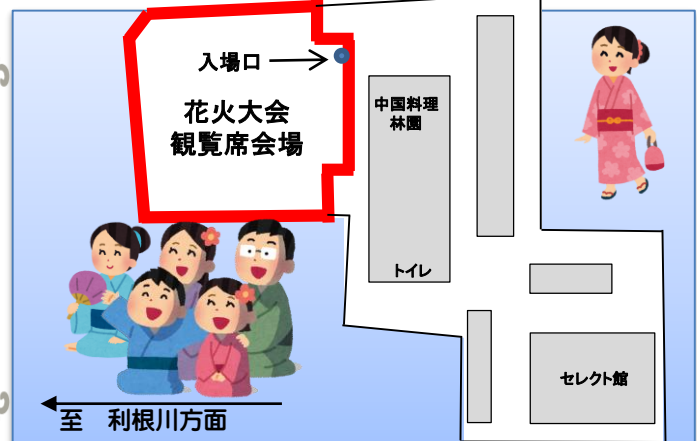 入場口
花火大会
観覧席会場
中国料理
林園
トイレ
セレクト館
至　利根川方面